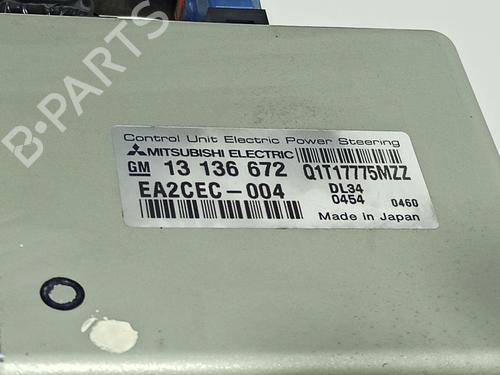 B-PARTS
Control Unit Electric Power Steering
MITSUBISHI ELECTRIC
GM 13 136 672 Q1T17775MZZ
EA2CEC-004 DL34
0454 0460
Made in Japan